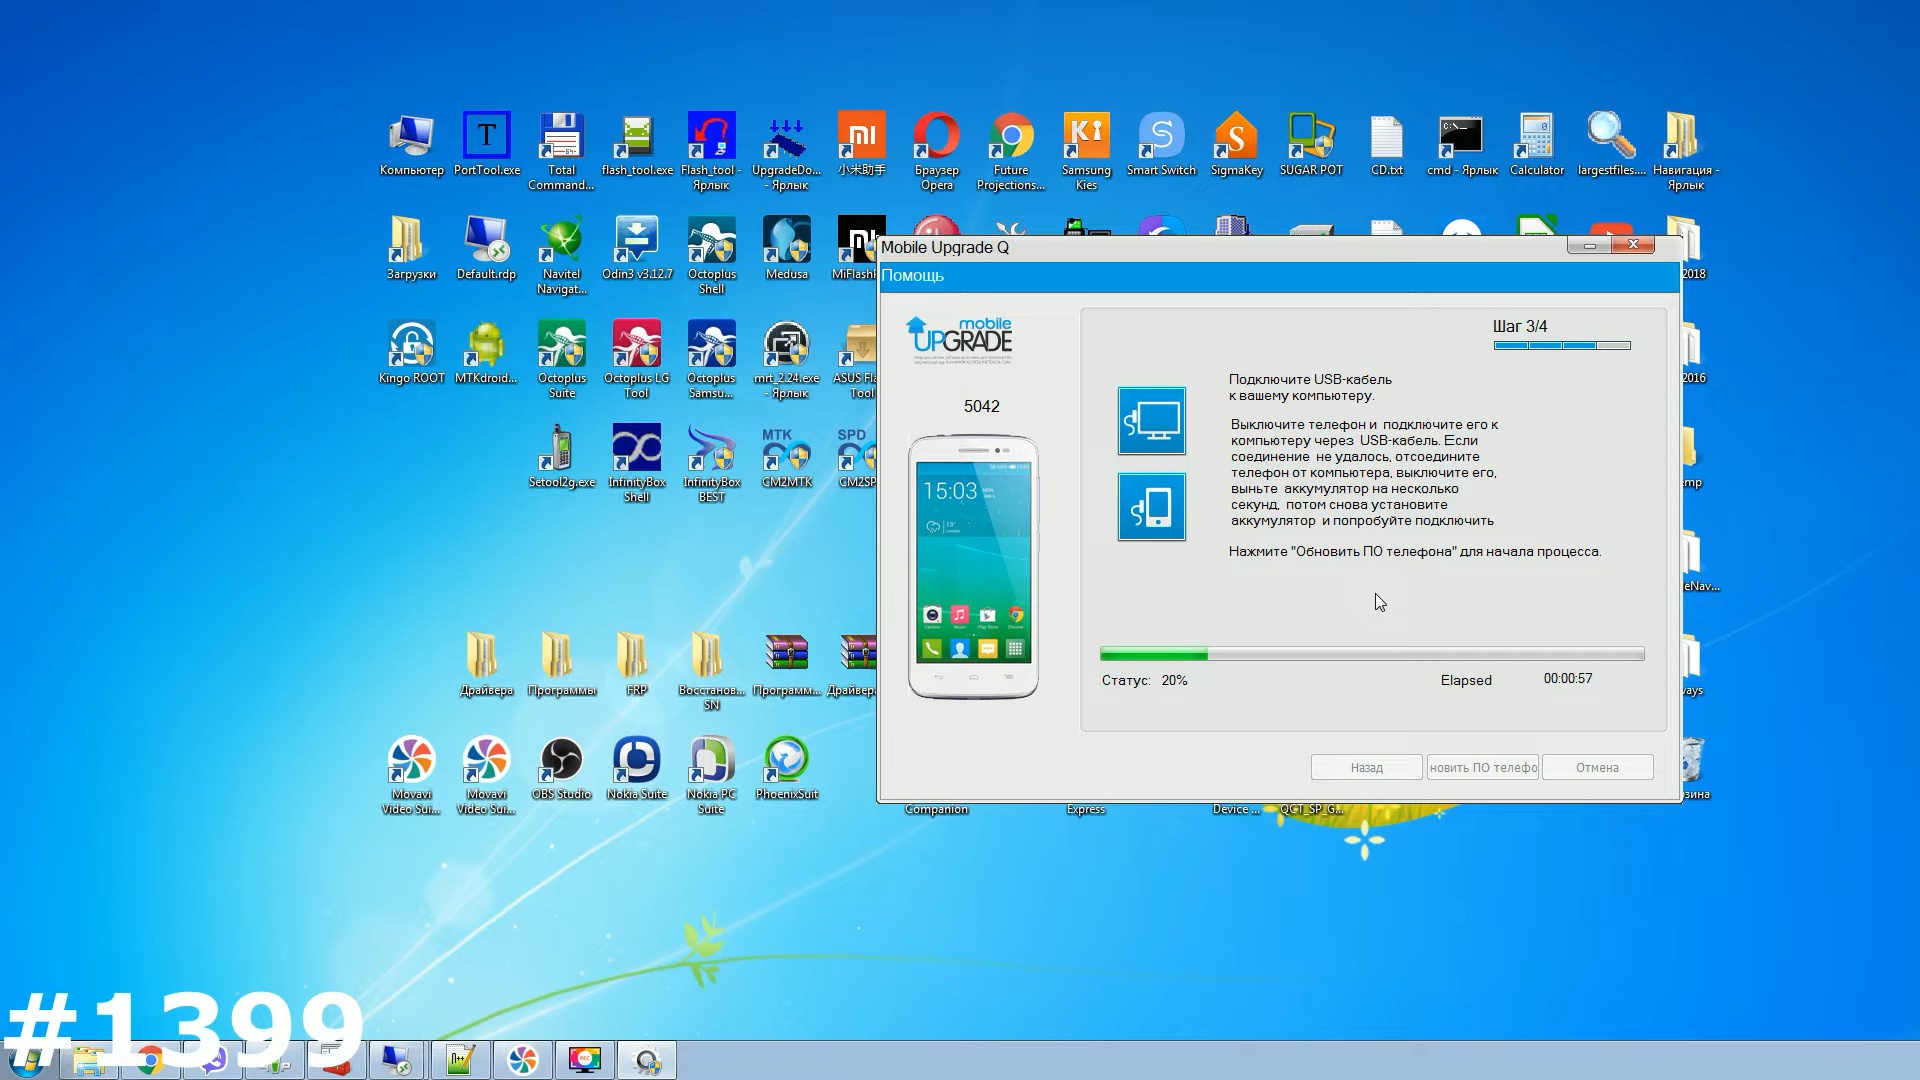 Компьютер
PortTool.exe
Total
Command...
flash_tool.exe
Flash_tool -
Ярлык
UpgradeDo...
- Ярлык
小米助手
Браузер
Opera
Future
Projections...
Samsung
Kies
Smart Switch
SigmaKey
SUGAR POT
CD.txt
cmd - Ярлык
Calculator
largestfiles....
Навигация -
Ярлык
Загрузки
Default.rdp
Navitel
Navigat...
Odin3 v3.12.7
Octoplus
Shell
Medusa
2018
Kingo ROOT
MTKdroid...
Octoplus
Suite
Octoplus LG
Tool
Octoplus
Samsu...
mrt_2.24.exe
- Ярлык
ASUS Fla
Tool
2016
MTK
SPD
Setool2g.exe
InfinityBox
Shell
InfinityBox
BEST
CM2MTK
CM2SP
emp
eNav...
Драйвера
Программы
FRP
Восстанов...
SN
Программ...
Драйвера
ways
Movavi
Video Sui...
Movavi
Video Sui...
OBS Studio
Nokia Suite
Nokia PC
Suite
PhoenixSuit
Companion
Express
Device ...
QCT_SP_G...
зина
Mobile Upgrade Q
Помощь
mobile
UPGRADE
5042
15:03
Шаг 3/4
Подключите USB-кабель
к вашему компьютеру.
Выключите телефон и подключите его к
компьютеру через USB-кабель. Если
соединение не удалось, отсоедините
телефон от компьютера, выключите его,
выньте аккумулятор на несколько
секунд, потом снова установите
аккумулятор и попробуйте подключить
Нажмите "Обновить ПО телефона" для начала процесса.
Статус: 20%
Elapsed 00:00:57
Назад
новить ПО телефо
Отмена
#1399